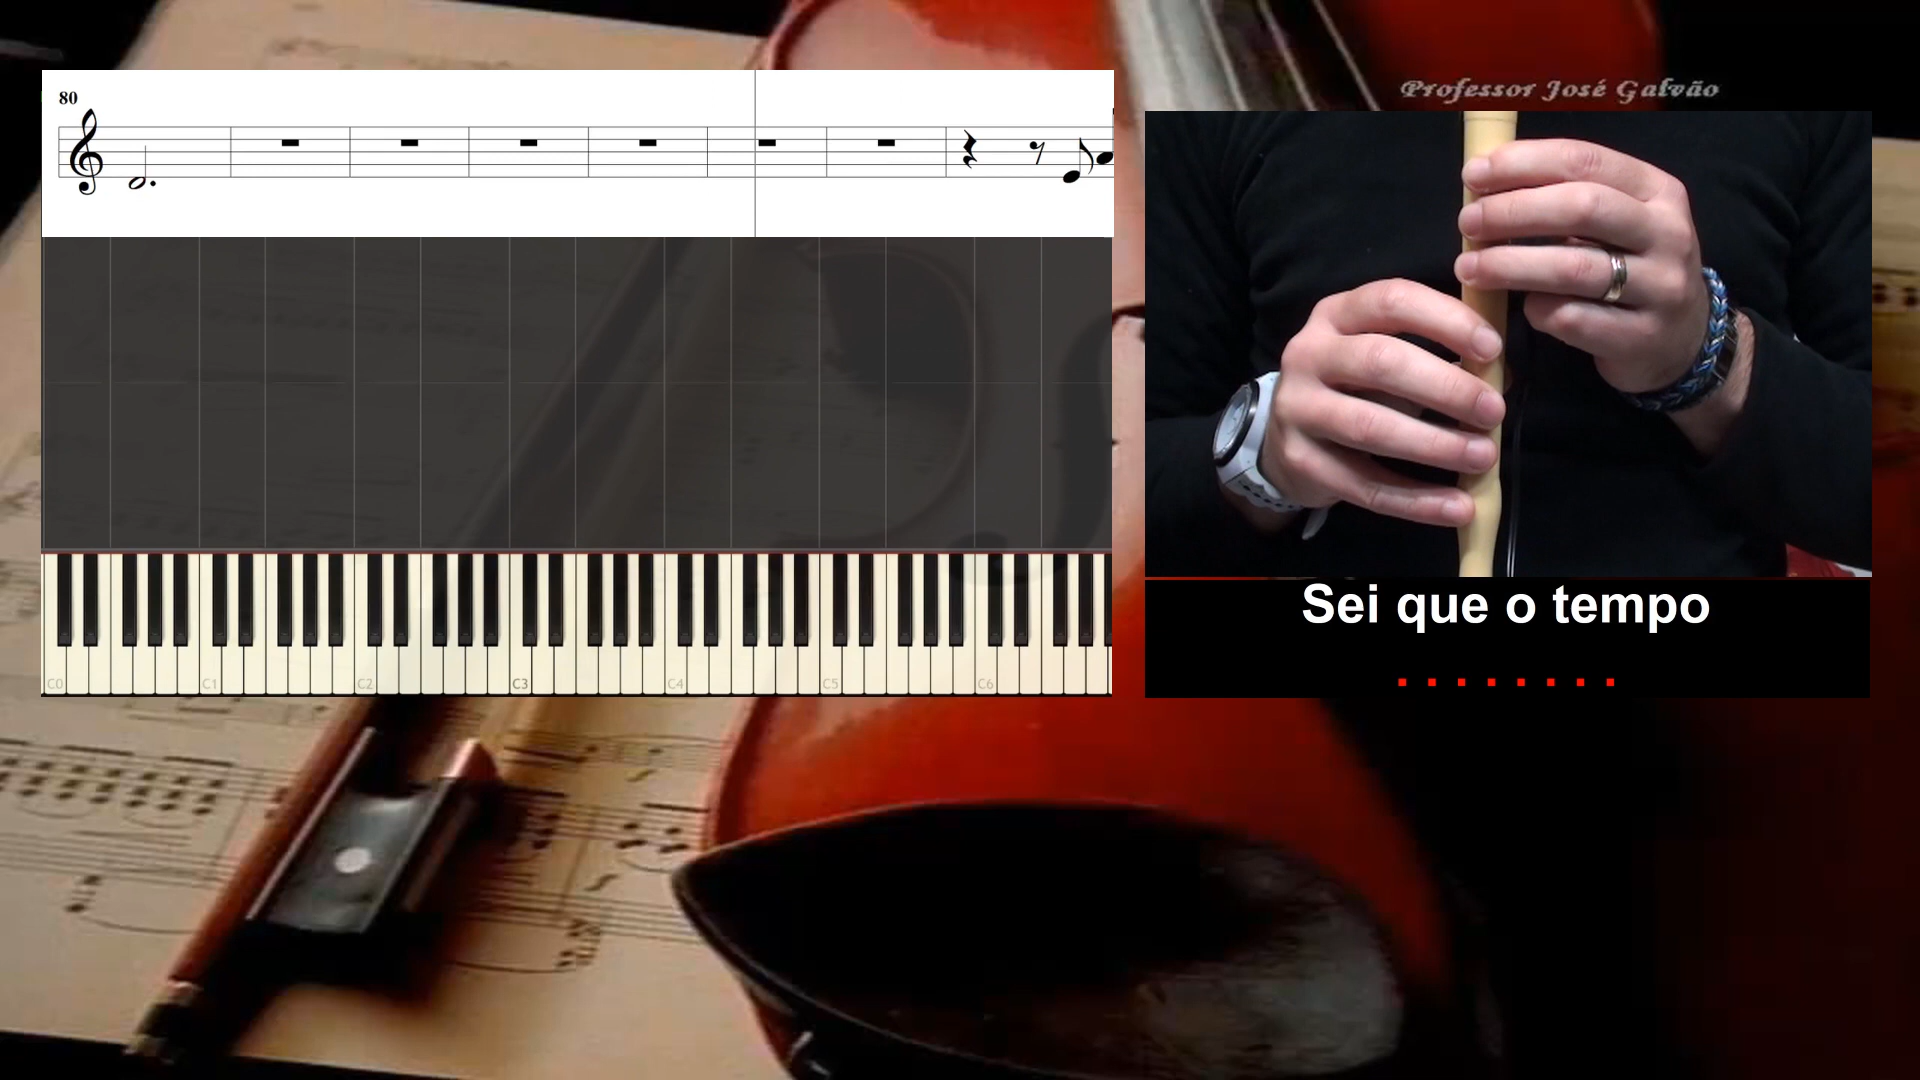 Professor José Galvão
80
C0 C1 C2 C3 C4 C5 C6
Sei que o tempo
. . . . . . . .